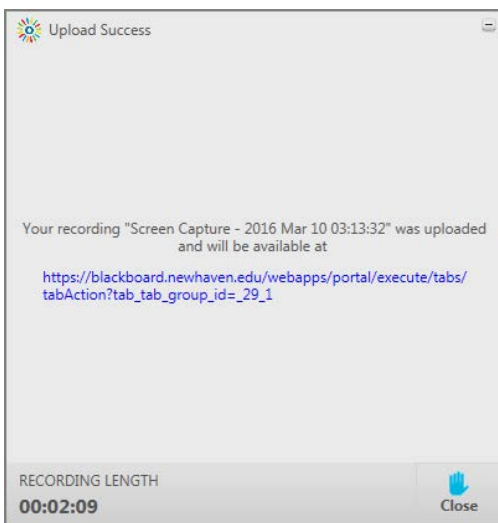 Upload Success
Your recording "Screen Capture - 2016 Mar 10 03:13:32" was uploaded
and will be available at
https://blackboard.newhaven.edu/webapps/portal/execute/tabs/
tabAction?tab_tab_group_id=_29_1
RECORDING LENGTH
00:02:09
Close